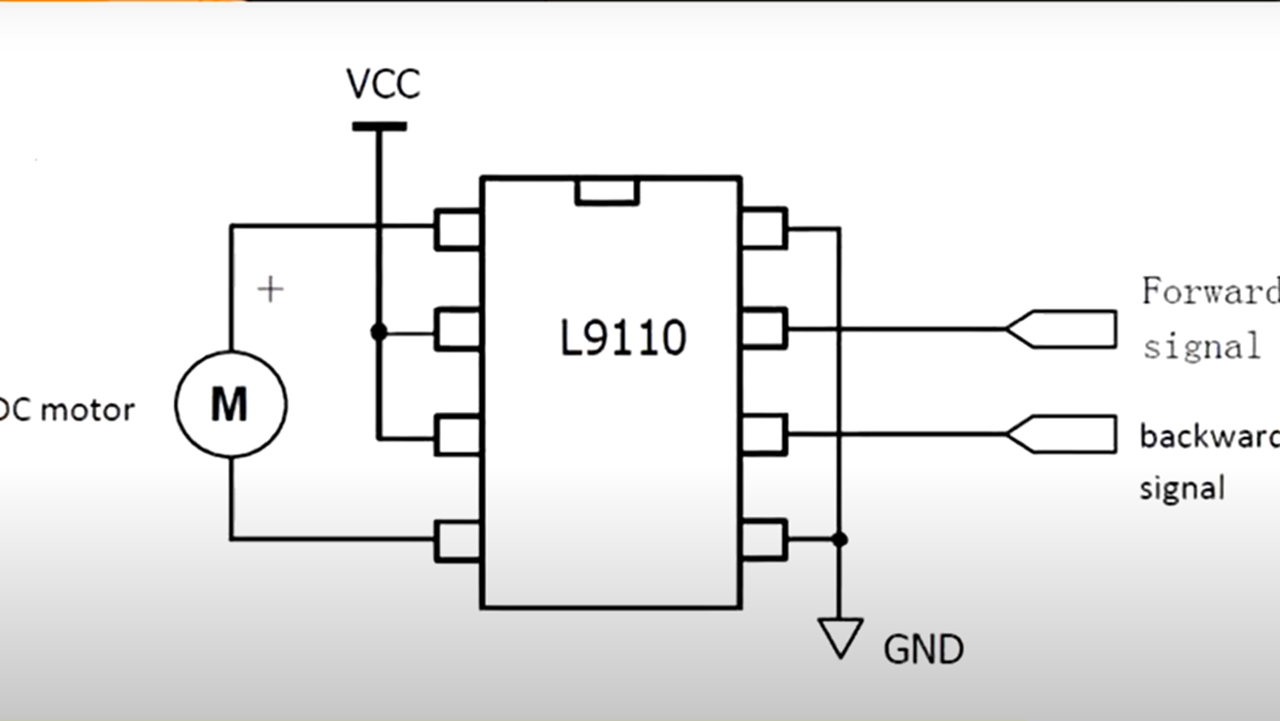 VCC
+
L9110
Forward
signal
DC motor
M
backward
signal
GND